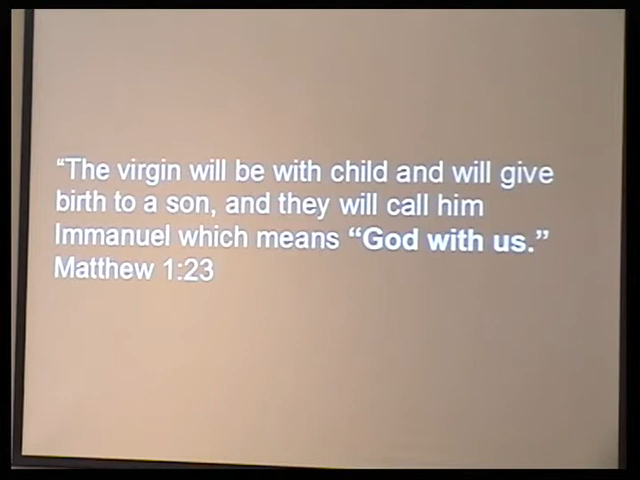 “The virgin will be with child and will give
birth to a son, and they will call him
Immanuel which means “God with us.”
Matthew 1:23